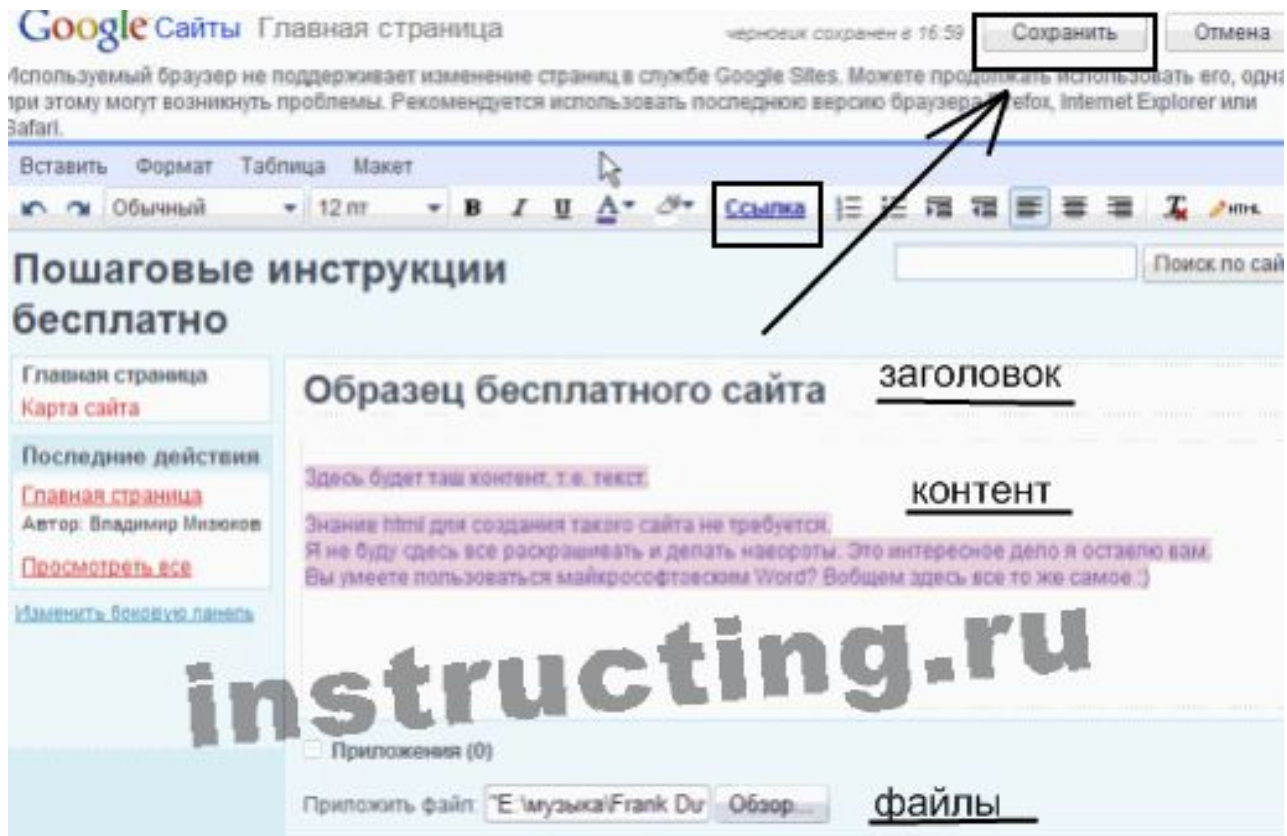 Google Сайты Главная страница черновик сохранен в 16:59 Сохранить Отмена
Используемый браузер не поддерживает изменение страниц в службе Google Sites. Можете продолжать использовать его, одна
при этому могут возникнуть проблемы. Рекомендуется использовать последнюю версию браузера Firefox, Internet Explorer или
Safari.
Вставить Формат Таблица Макет
Обычный 12 пт B I U A Ссылка HTML
Пошаговые инструкции
бесплатно
Поиск по сай
Главная страница
Карта сайта
Последние действия
Главная страница
Автор: Владимир Мизюков
Просмотреть все
Изменить боковую панель
Образец бесплатного сайта
заголовок
Здесь будет таш контент, т.е. текст.
контент
Знание html для создания такого сайта не требуется.
Я не буду сдесь все раскрашивать и делать навороты. Это интересное дело я оставлю вам.
Вы умеете пользоваться майкрософтовским Word? Вобщем здесь все то же самое :)
instructing.ru
Приложения (0)
Приложить файл: "E:\музыка\Frank Du Обзор...
файлы